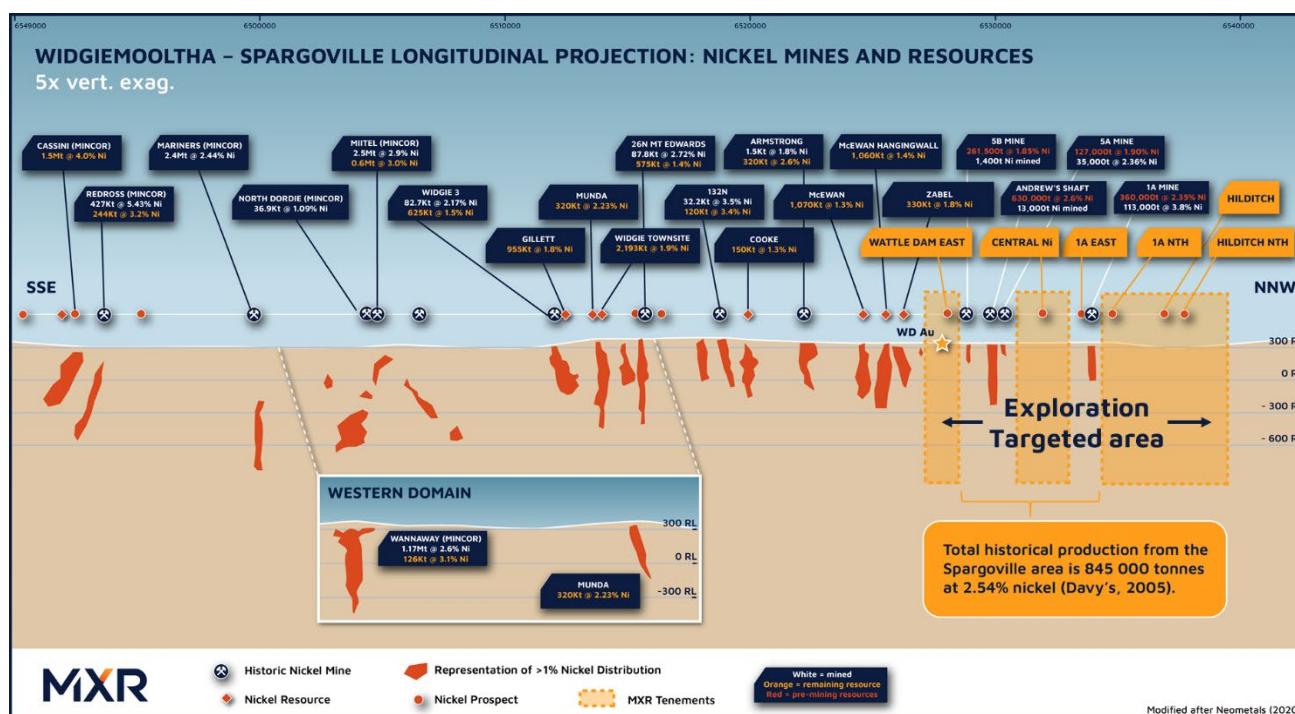 6549000
6500000
6510000
6520000
6530000
6540000
WIDGIEMOOLTHA – SPARGOVILLE LONGITUDINAL PROJECTION: NICKEL MINES AND RESOURCES
5x vert. exag.
CASSINI (MINCOR)
1.5Mt @ 4.0% Ni
MARINERS (MINCOR)
2.4Mt @ 2.44% Ni
MIITEL (MINCOR)
2.5Mt @ 2.9% Ni
0.6Mt @ 3.0% Ni
26N MT EDWARDS
87.8Kt @ 2.72% Ni
575Kt @ 1.4% Ni
ARMSTRONG
1.5Kt @ 1.8% Ni
320Kt @ 2.6% Ni
McEWAN HANGINGWALL
1,060Kt @ 1.4% Ni
5B MINE
261,500t @ 1.85% Ni
1,400t Ni mined
5A MINE
127,000t @ 1.90% Ni
35,000t @ 2.36% Ni
REDROSS (MINCOR)
427Kt @ 5.43% Ni
244Kt @ 3.2% Ni
NORTH DORDIE (MINCOR)
36.9Kt @ 1.09% Ni
WIDGIE 3
82.7Kt @ 2.17% Ni
625Kt @ 1.5% Ni
MUNDA
320Kt @ 2.23% Ni
132N
32.2Kt @ 3.5% Ni
120Kt @ 3.4% Ni
McEWAN
1,070Kt @ 1.3% Ni
ZABEL
330Kt @ 1.8% Ni
ANDREW'S SHAFT
630,000t @ 2.6% Ni
13,000t Ni mined
1A MINE
360,000t @ 2.35% Ni
113,000t @ 3.8% Ni
HILDITCH
GILLETT
955Kt @ 1.8% Ni
WIDGIE TOWNSITE
2,193Kt @ 1.9% Ni
COOKE
150Kt @ 1.3% Ni
WATTLE DAM EAST
CENTRAL Ni
1A EAST
1A NTH
HILDITCH NTH
SSE
NNW
WD Au
300 R
0 R
- 300 R
- 600 R
Exploration
Targeted area
WESTERN DOMAIN
300 RL
0 RL
-300 RL
WANNAWAY (MINCOR)
1.17Mt @ 2.6% Ni
126Kt @ 3.1% Ni
MUNDA
320Kt @ 2.23% Ni
Total historical production from the
Spargoville area is 845 000 tonnes
at 2.54% nickel (Davy's, 2005).
MXR
Historic Nickel Mine
Representation of >1% Nickel Distribution
Nickel Resource
Nickel Prospect
MXR Tenements
White = mined
Orange = remaining resource
Red = pre-mining resources
Modified after Neometals (2020